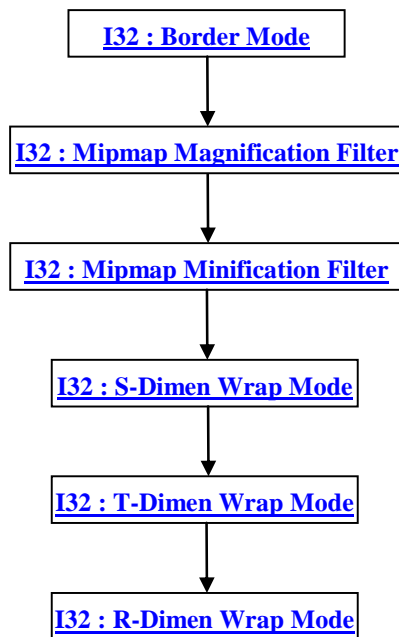 I32 : Border Mode
I32 : Mipmap Magnification Filter
I32 : Mipmap Minification Filter
I32 : S-Dimen Wrap Mode
I32 : T-Dimen Wrap Mode
I32 : R-Dimen Wrap Mode